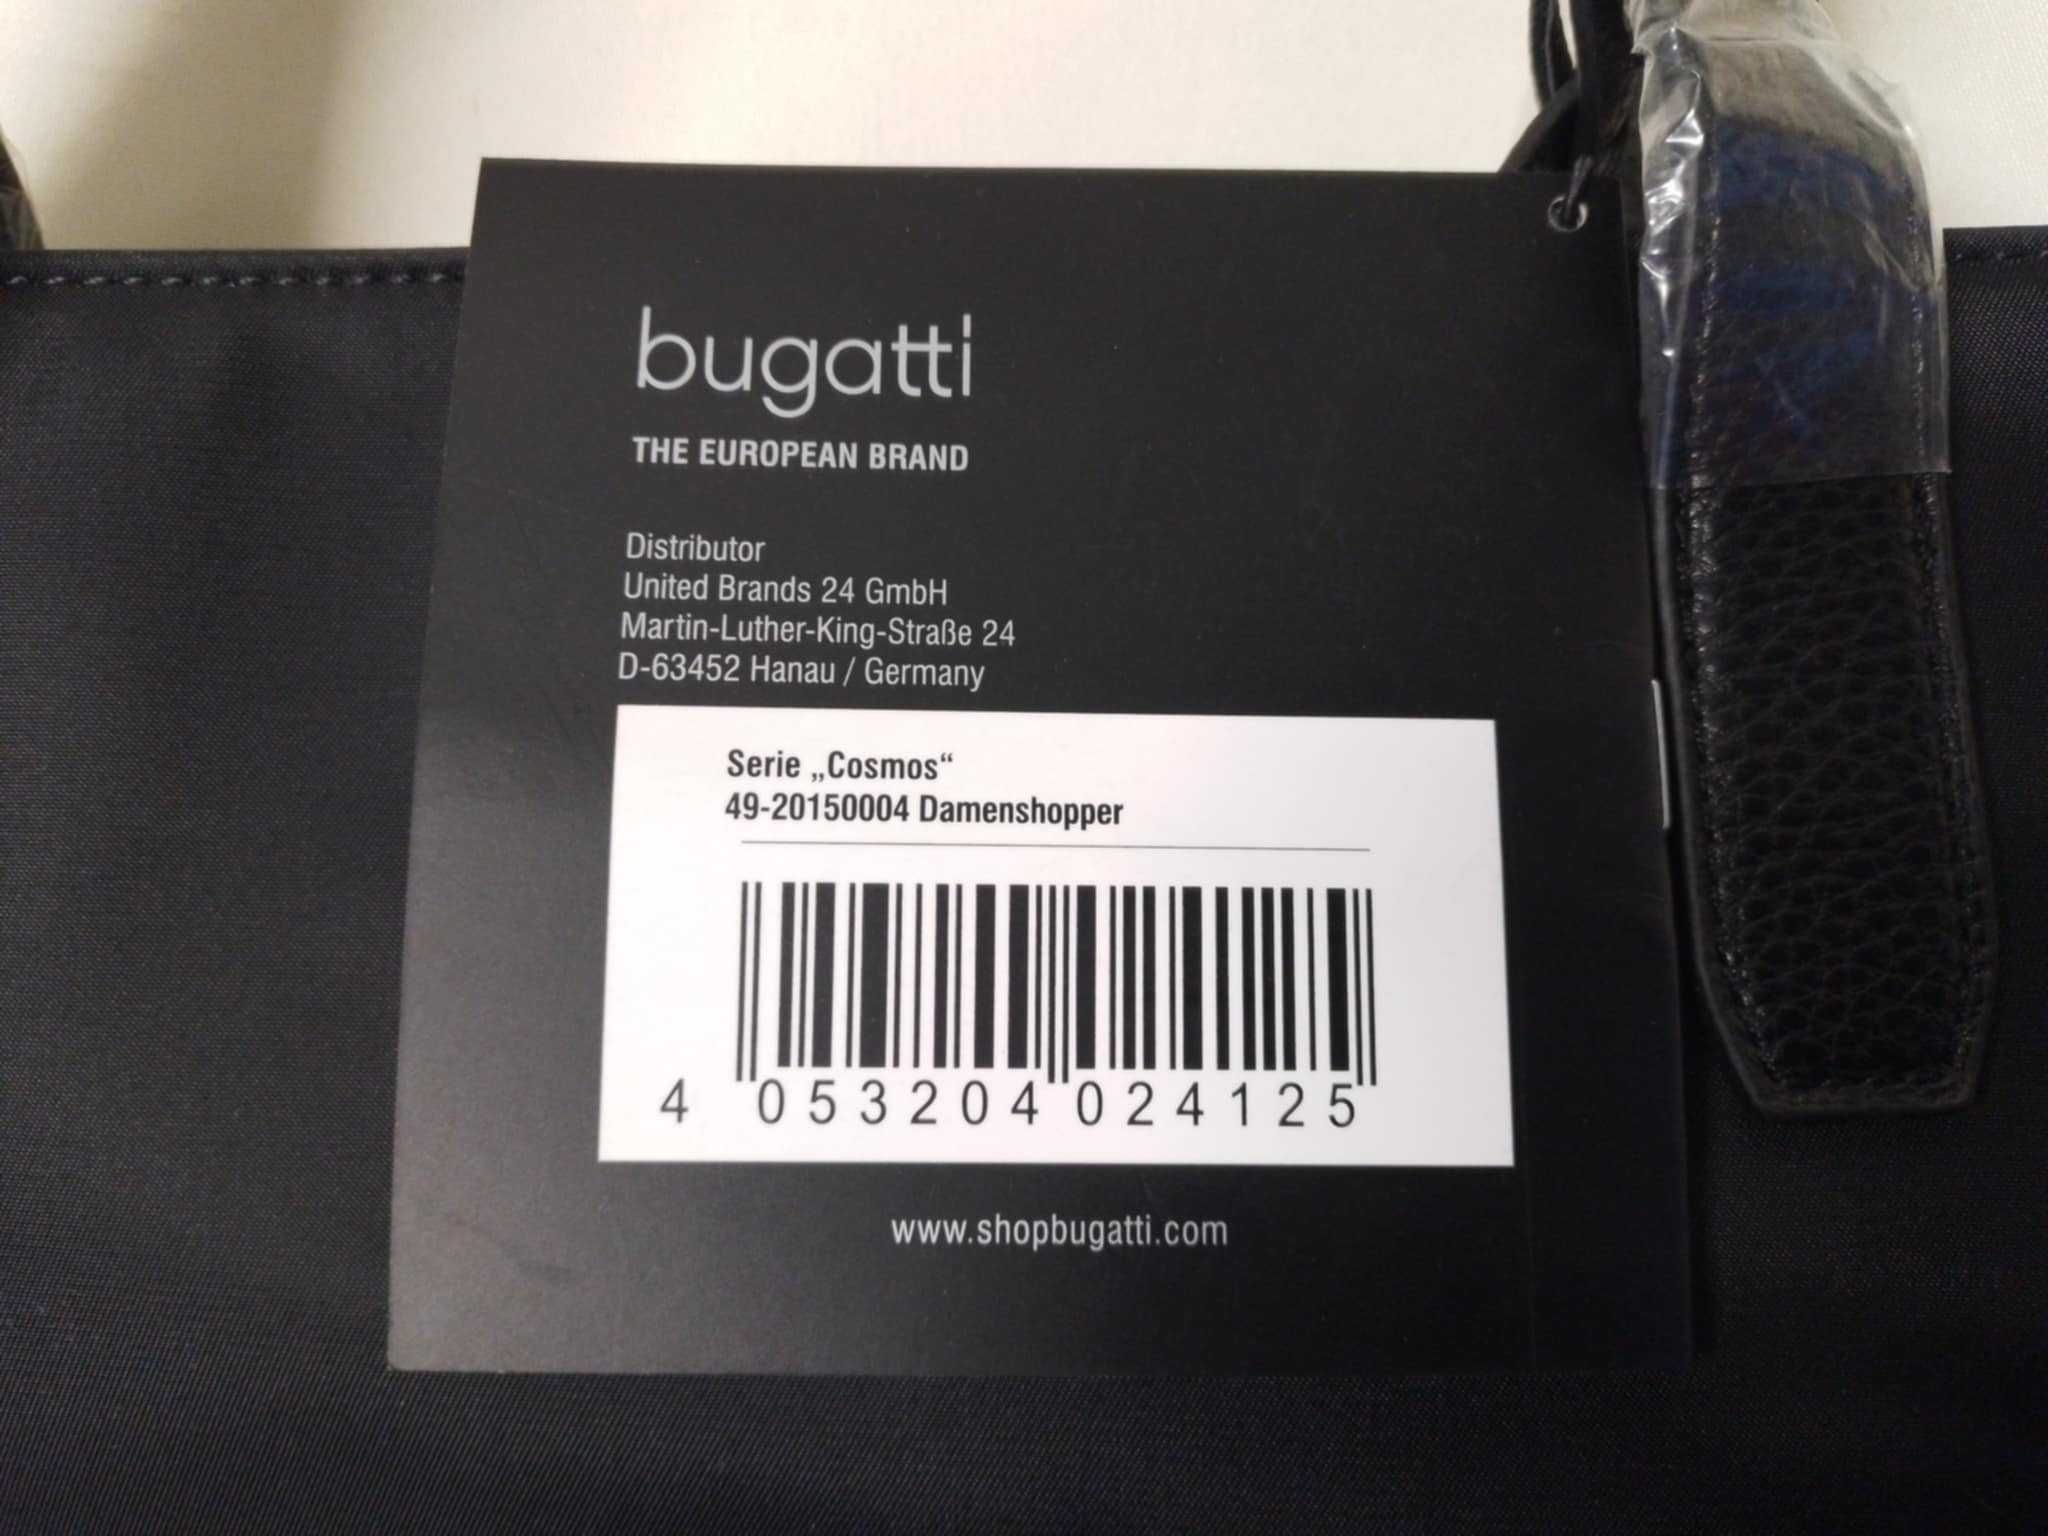 bugatti
THE EUROPEAN BRAND
Distributor
United Brands 24 GmbH
Martin-Luther-King-Straße 24
D-63452 Hanau / Germany
Serie „Cosmos“
49-20150004 Damenshopper
4 053204 024125
www.shopbugatti.com